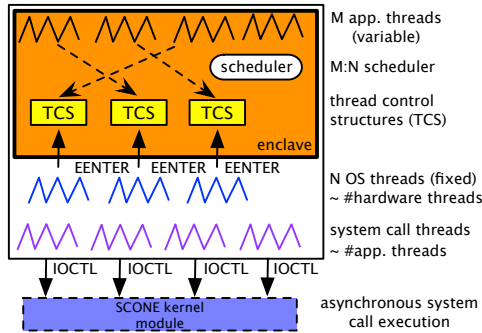 M app. threads
(variable)
scheduler
M:N scheduler
TCS
TCS
TCS
thread control
structures (TCS)
enclave
EENTER
EENTER
EENTER
N OS threads (fixed)
~ #hardware threads
system call threads
~ #app. threads
IOCTL
IOCTL
IOCTL
IOCTL
SCONE kernel
module
asynchronous system
call execution